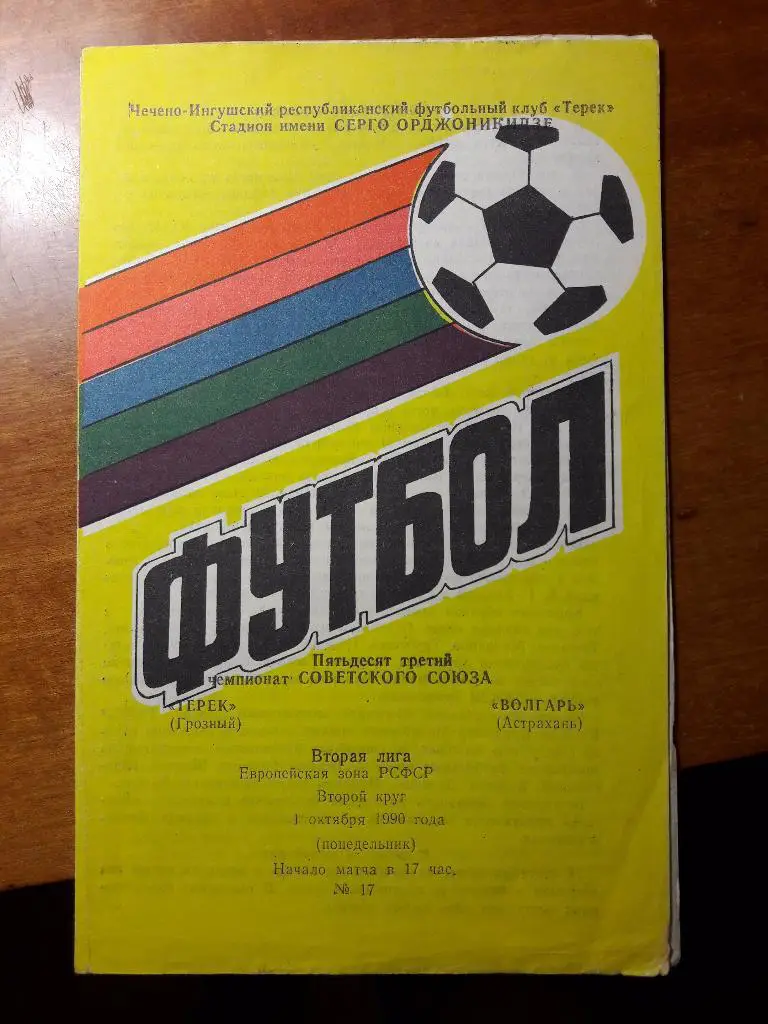 Чечено-Ингушский республиканский футбольный клуб «Терек»
Стадион имени СЕРГО ОРДЖОНИКИДЗЕ
ФУТБОЛ
Пятьдесят третий
чемпионат СОВЕТСКОГО СОЮЗА
«ТЕРЕК» «ВОЛГАРЬ»
(Грозный) (Астрахань)
Вторая лига
Европейская зона РСФСР
Второй круг
1 октября 1990 года
(понедельник)
Начало матча в 17 час.
№ 17